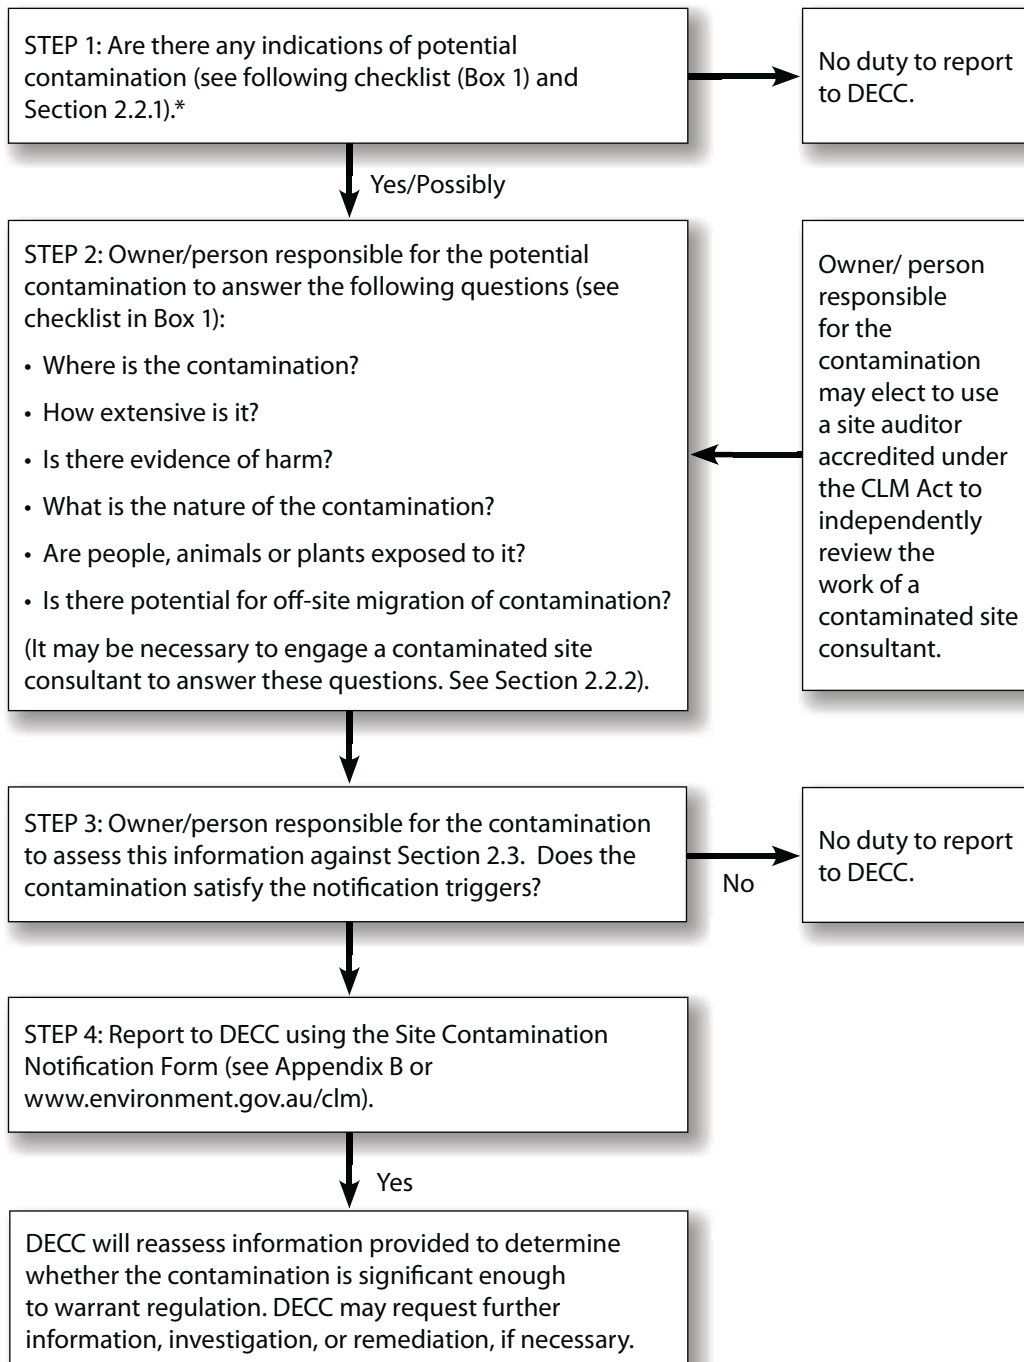 STEP 1: Are there any indications of potential
contamination (see following checklist (Box 1) and
Section 2.2.1).*
No duty to report
to DECC.
Yes/Possibly
STEP 2: Owner/person responsible for the potential
contamination to answer the following questions (see
checklist in Box 1):
• Where is the contamination?
• How extensive is it?
• Is there evidence of harm?
• What is the nature of the contamination?
• Are people, animals or plants exposed to it?
• Is there potential for off-site migration of contamination?
(It may be necessary to engage a contaminated site
consultant to answer these questions. See Section 2.2.2).
Owner/ person
responsible
for the
contamination
may elect to use
a site auditor
accredited under
the CLM Act to
independently
review the
work of a
contaminated site
consultant.
STEP 3: Owner/person responsible for the contamination
to assess this information against Section 2.3. Does the
contamination satisfy the notification triggers?
No
No duty to report
to DECC.
STEP 4: Report to DECC using the Site Contamination
Notification Form (see Appendix B or
www.environment.gov.au/clm).
Yes
DECC will reassess information provided to determine
whether the contamination is significant enough
to warrant regulation. DECC may request further
information, investigation, or remediation, if necessary.